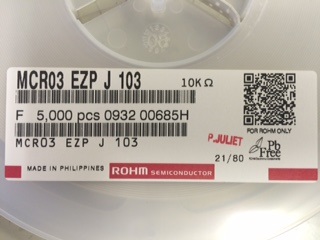 MCR03 EZP J 103 10KΩ
F 5,000 pcs 0932 00685H
FOR ROHM ONLY
MCR03 EZP J 103
P.JULIET
21/80
Pb
Free
MADE IN PHILIPPINES ROHM SEMICONDUCTOR